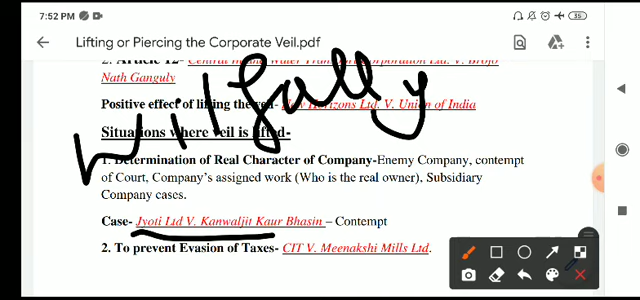 7:52 PM
35
Lifting or Piercing the Corporate Veil.pdf
2. Article 12- Central Inland Water Transport Corporation Ltd. V. Brojo
Nath Ganguly
wilfully
Positive effect of lifting the veil- New Horizons Ltd. V. Union of India
Situations where veil is lifted-
1. Determination of Real Character of Company-Enemy Company, contempt
of Court, Company's assigned work (Who is the real owner), Subsidiary
Company cases.
Case- Jyoti Ltd V. Kanwaljit Kaur Bhasin – Contempt
2. To prevent Evasion of Taxes- CIT V. Meenakshi Mills Ltd.